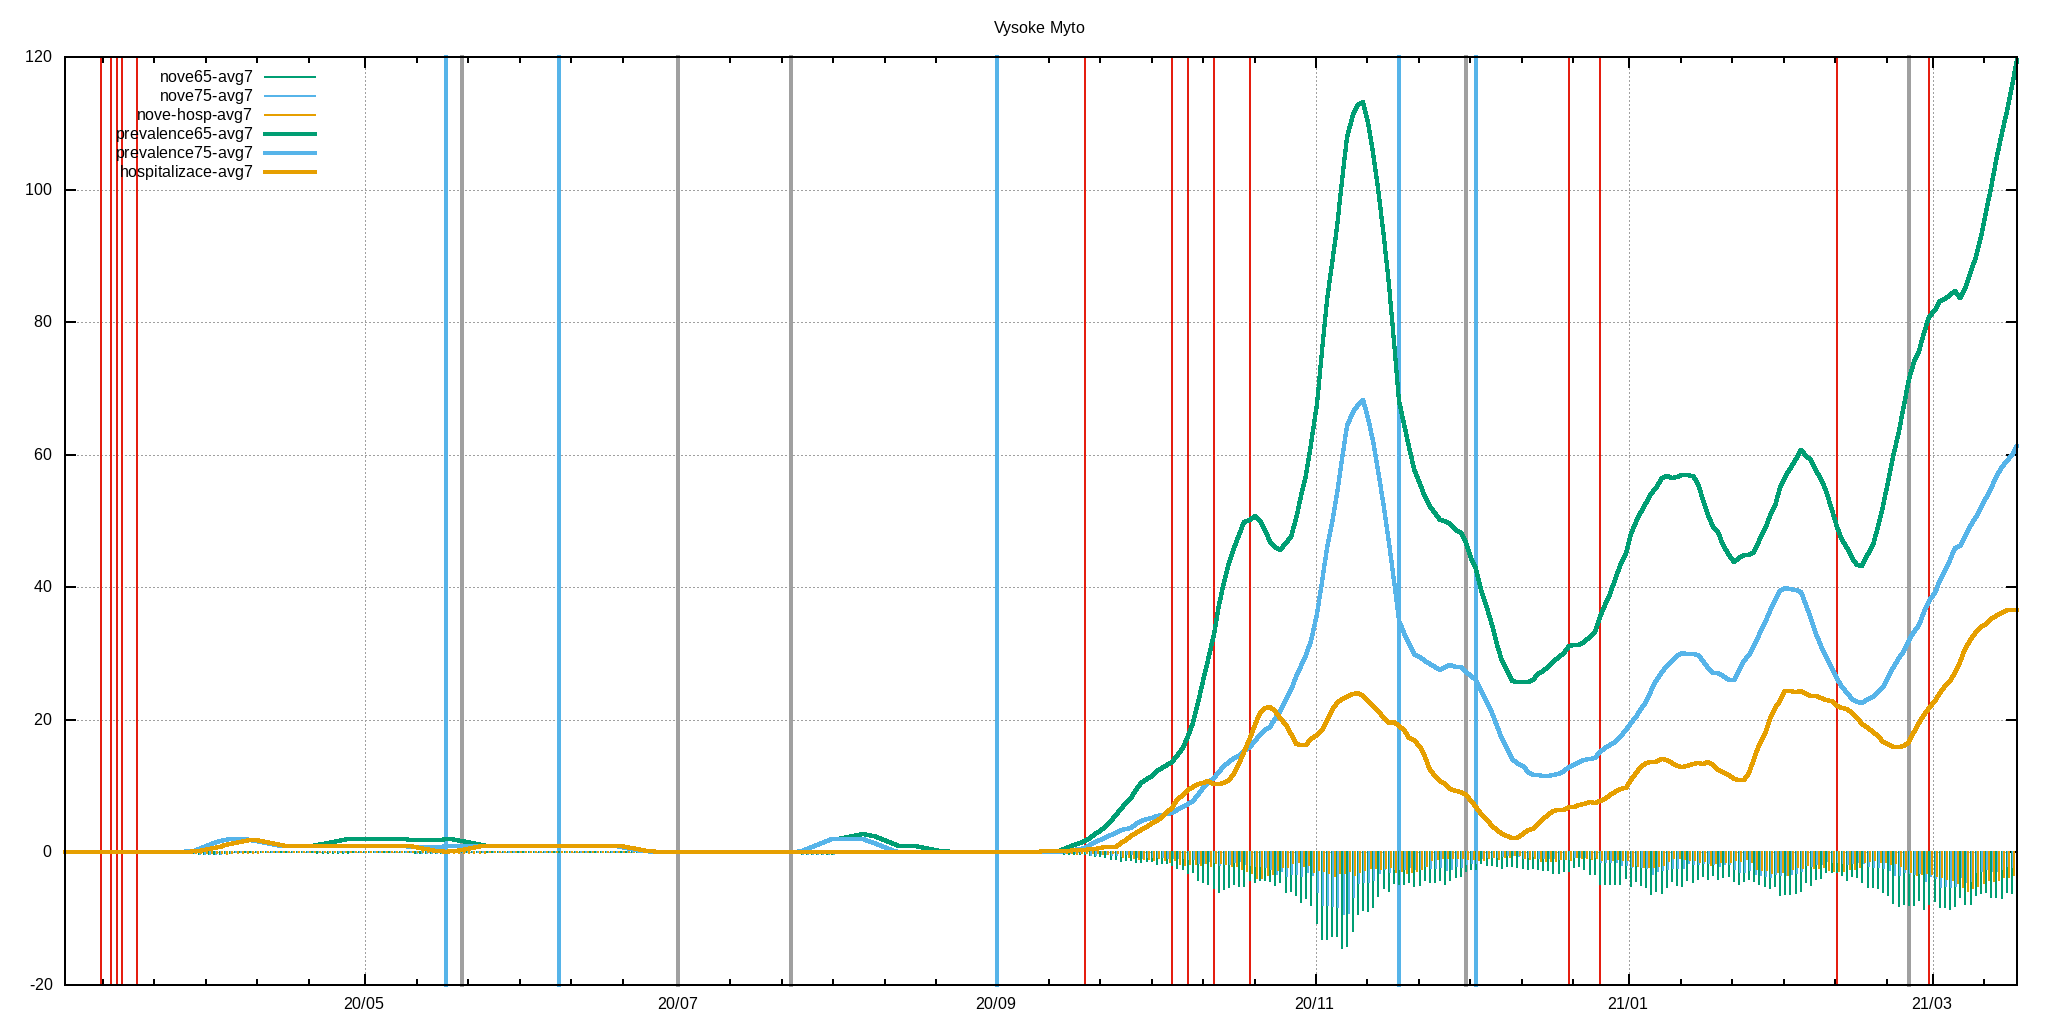 Vysoke Myto
120
100
80
60
40
20
0
-20
nove65-avg7
nove75-avg7
nove-hosp-avg7
prevalence65-avg7
prevalence75-avg7
hospitalizace-avg7
20/05 20/07 20/09 20/11 21/01 21/03